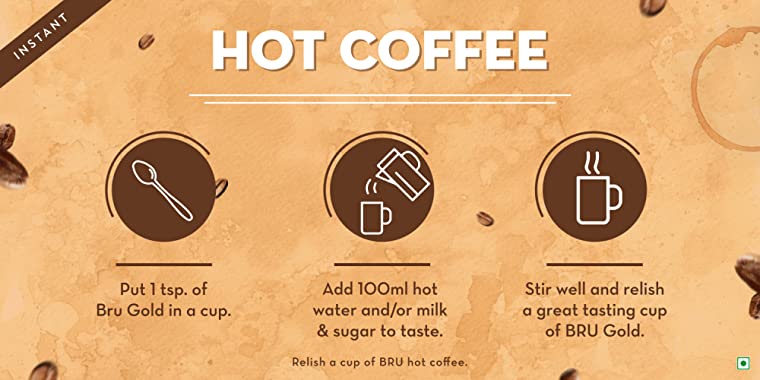 INSTANT
HOT COFFEE
Put 1 tsp. of
Bru Gold in a cup.
Add 100ml hot
water and/or milk
& sugar to taste.
Stir well and relish
a great tasting cup
of BRU Gold.
Relish a cup of BRU hot coffee.